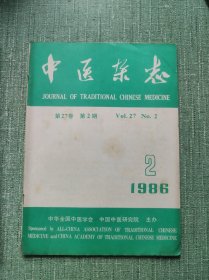 中医杂志
JOURNAL OF TRADITIONAL CHINESE MEDICINE
第27卷 第2期 Vol. 27 No. 2
2
1986
中华全国中医学会 中国中医研究院 主办
Sponsored by ALL-CHINA ASSOCIATION OF TRADITIONAL CHINESE
MEDICINE and CHINA ACADEMY OF TRADITIONAL CHINESE MEDICINE